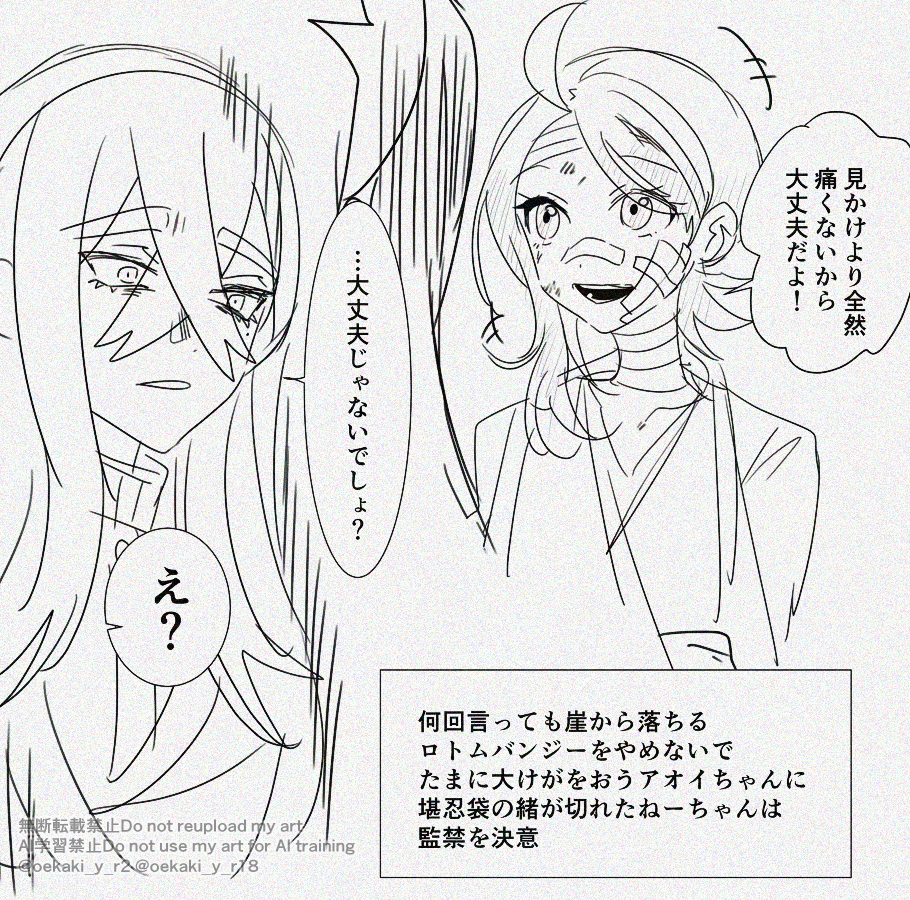 見かけより全然
痛くないから
大丈夫だよ！
…大丈夫じゃないでしょ？
え？
何回言っても崖から落ちる
ロトムバンジーをやめないで
たまに大けがをおうアオイちゃんに
堪忍袋の緒が切れたねーちゃんは
監禁を決意
無断転載禁止Do not reupload my art
AI学習禁止Do not use my art for AI training
@oekaki_y_r2 @oekaki_y_r18